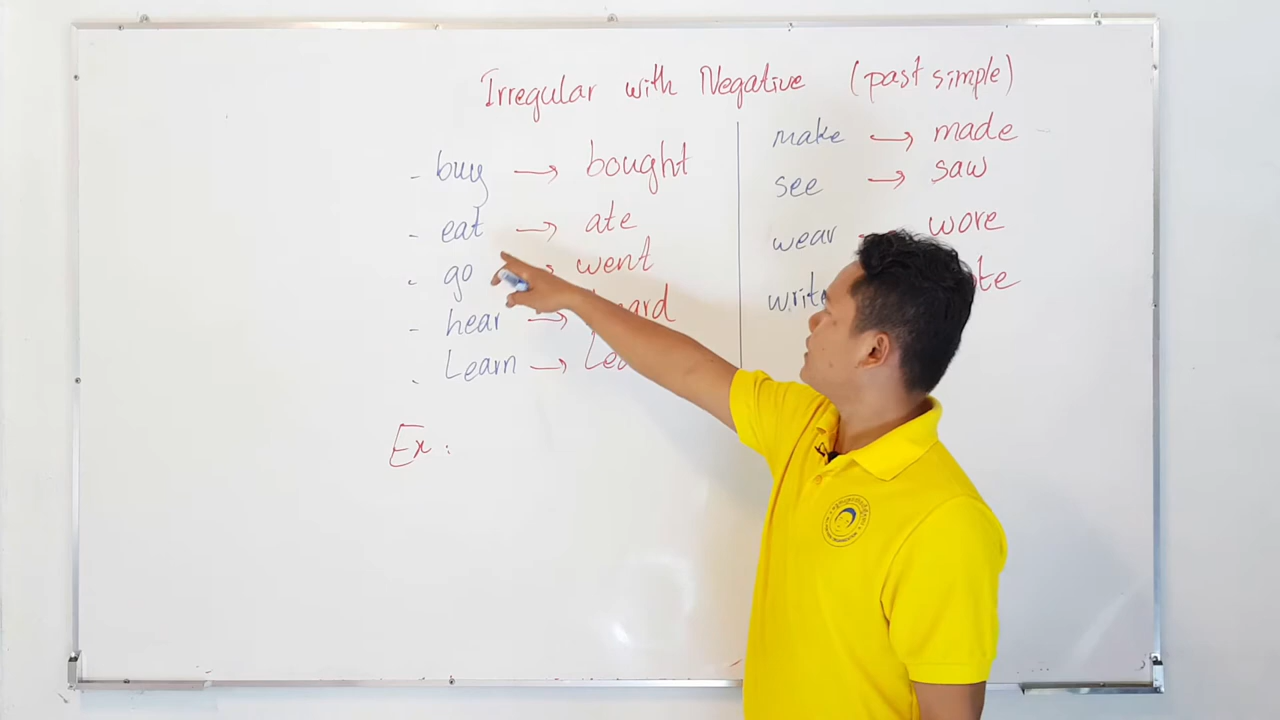 Irregular with Negative (past simple)
- buy → bought
- eat → ate
- go → went
- hear →
- Learn →
make → made
see → saw
wear → wore
Ex :